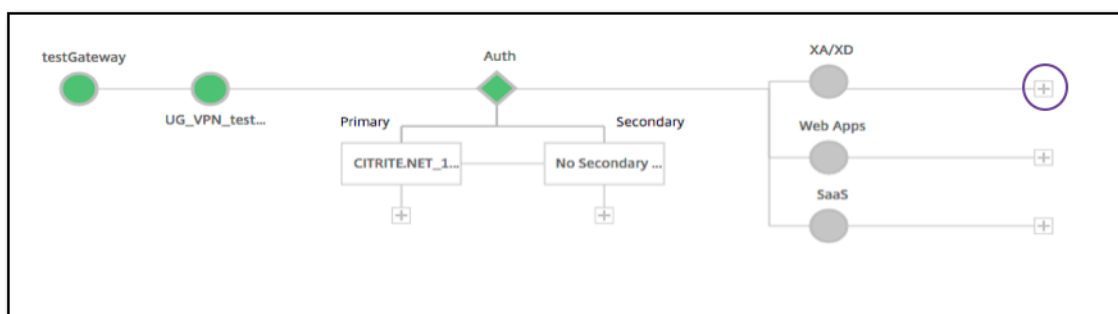 testGateway
Auth
XA/XD
UG_VPN_test...
Primary
Secondary
Web Apps
CITRITE.NET_1...
No Secondary ...
SaaS